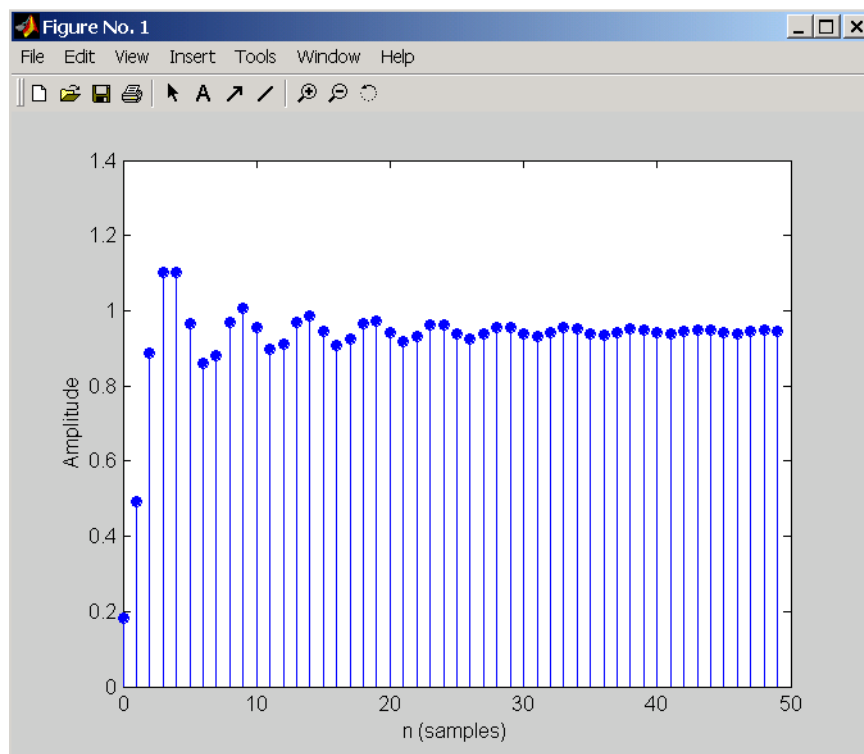 Figure No. 1
File Edit View Insert Tools Window Help
A
1.4
1.2
1
0.8
0.6
0.4
0.2
0
Amplitude
0 10 20 30 40 50
n (samples)